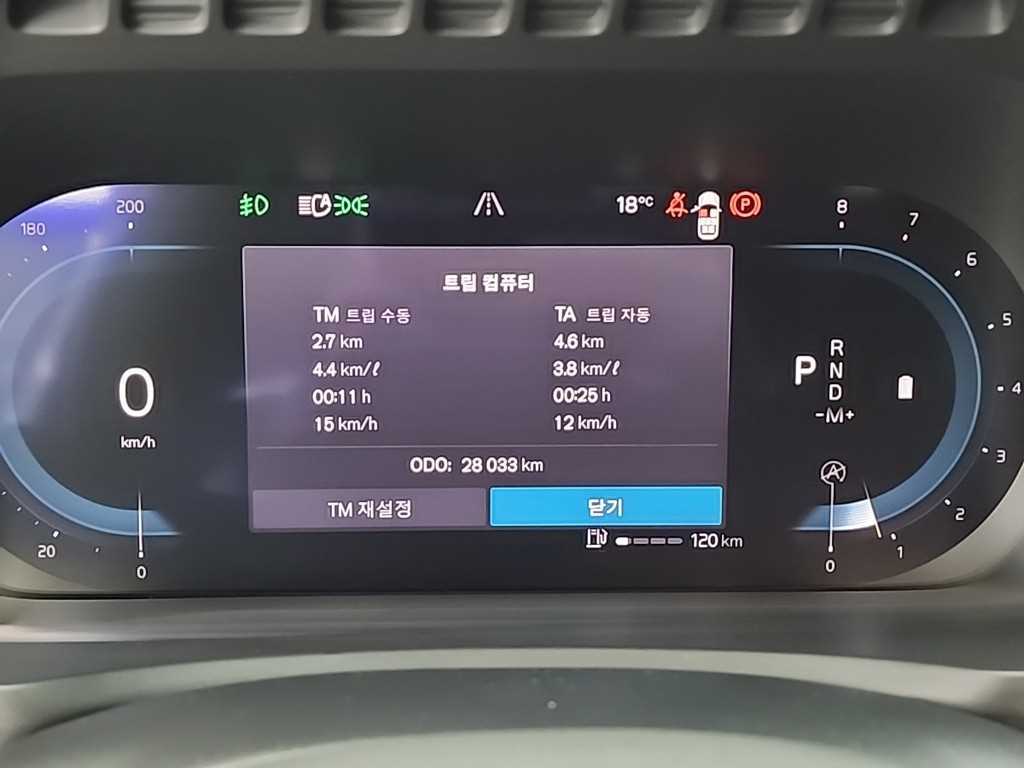 18°C
P
200
180
20
0
0
km/h
트립 컴퓨터
TM 트립 수동
2.7 km
4.4 km/ℓ
00:11 h
15 km/h
TA 트립 자동
4.6 km
3.8 km/ℓ
00:25 h
12 km/h
ODO: 28 033 km
TM 재설정
닫기
120 km
P
R
N
D
-M+
A
8
7
6
5
4
3
2
1
0